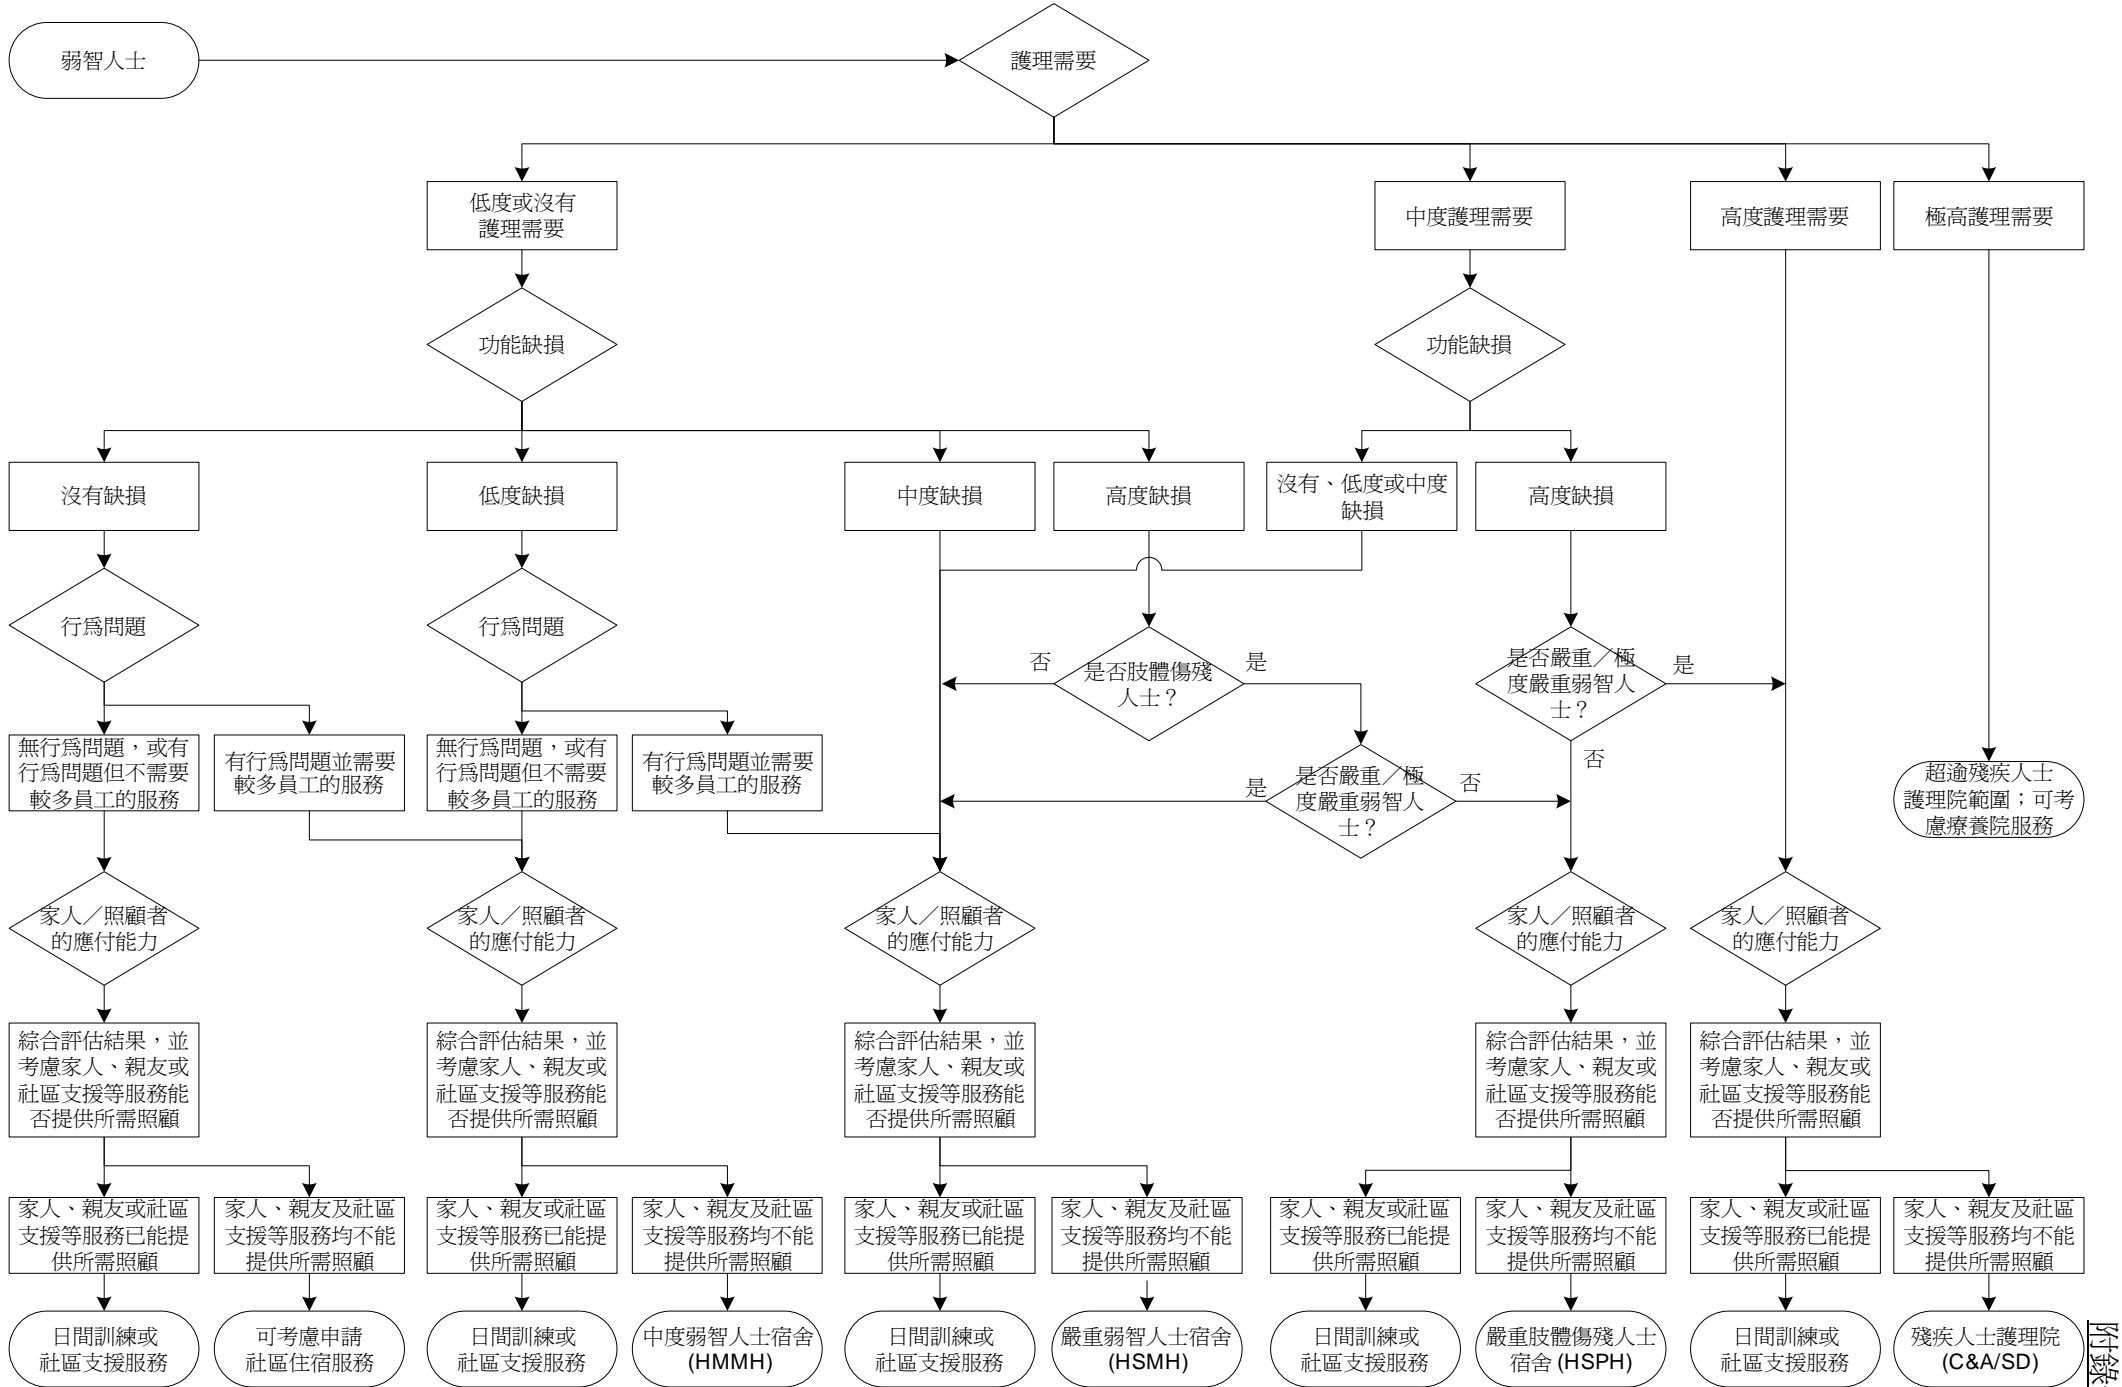 弱智人士
護理需要
低度或沒有
護理需要
中度護理需要
高度護理需要
極高護理需要
功能缺損
功能缺損
沒有缺損
低度缺損
中度缺損
高度缺損
沒有、低度或中度
缺損
高度缺損
行爲問題
行爲問題
否
是否肢體傷殘
人士？
是
是否嚴重／極
度嚴重弱智人
士？
是
否
無行爲問題，或有
行爲問題但不需要
較多員工的服務
有行爲問題並需要
較多員工的服務
無行爲問題，或有
行爲問題但不需要
較多員工的服務
有行爲問題並需要
較多員工的服務
是
是否嚴重／極
度嚴重弱智人
士？
否
超逾殘疾人士
護理院範圍；可考
慮療養院服務
家人／照顧者
的應付能力
家人／照顧者
的應付能力
家人／照顧者
的應付能力
家人／照顧者
的應付能力
家人／照顧者
的應付能力
綜合評估結果，並
考慮家人、親友或
社區支援等服務能
否提供所需照顧
綜合評估結果，並
考慮家人、親友或
社區支援等服務能
否提供所需照顧
綜合評估結果，並
考慮家人、親友或
社區支援等服務能
否提供所需照顧
綜合評估結果，並
考慮家人、親友或
社區支援等服務能
否提供所需照顧
綜合評估結果，並
考慮家人、親友或
社區支援等服務能
否提供所需照顧
家人、親友或社區
支援等服務已能提
供所需照顧
家人、親友及社區
支援等服務均不能
提供所需照顧
家人、親友或社區
支援等服務已能提
供所需照顧
家人、親友及社區
支援等服務均不能
提供所需照顧
家人、親友或社區
支援等服務已能提
供所需照顧
家人、親友及社區
支援等服務均不能
提供所需照顧
家人、親友或社區
支援等服務已能提
供所需照顧
家人、親友及社區
支援等服務均不能
提供所需照顧
家人、親友或社區
支援等服務已能提
供所需照顧
家人、親友及社區
支援等服務均不能
提供所需照顧
日間訓練或
社區支援服務
可考慮申請
社區住宿服務
日間訓練或
社區支援服務
中度弱智人士宿舍
(HMMH)
日間訓練或
社區支援服務
嚴重弱智人士宿舍
(HSMH)
日間訓練或
社區支援服務
嚴重肢體傷殘人士
宿舍 (HSPH)
日間訓練或
社區支援服務
殘疾人士護理院
(C&A/SD)
附錄